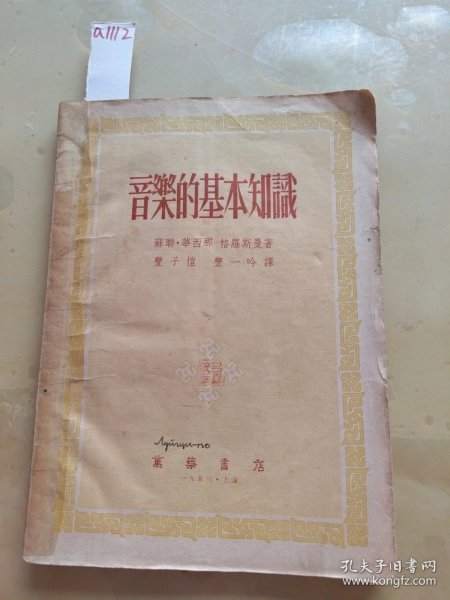 a1112
音樂的基本知識
蘇聯·華西那·格羅斯曼著
豐子愷 豐一吟譯
萬葉書店
一九五三·上海
孔夫子旧书网
www.kongfz.com